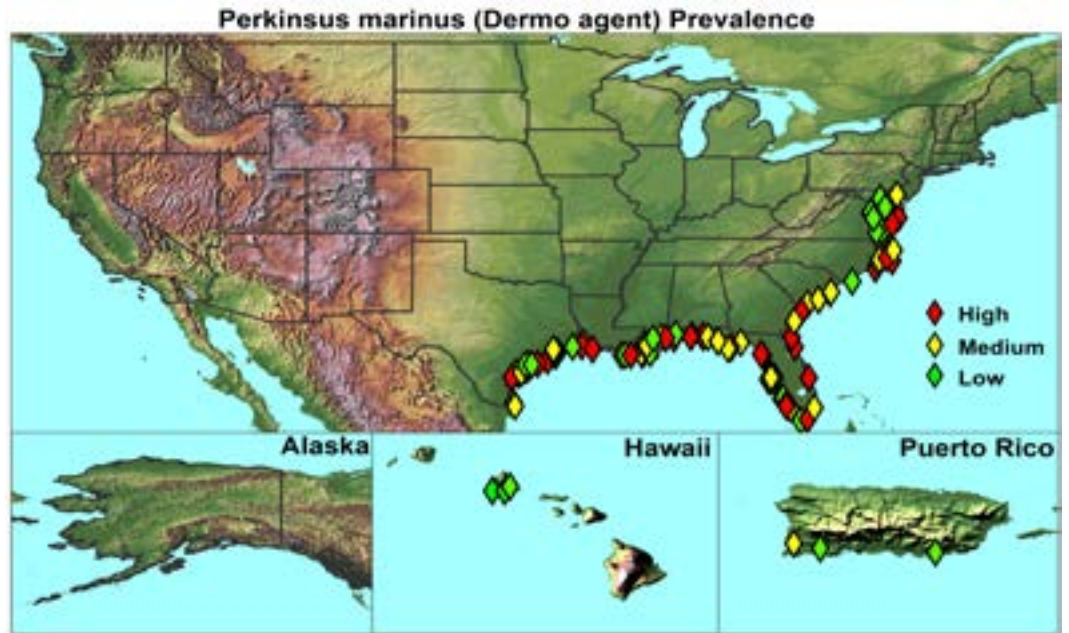 Perkinsus marinus (Dermo agent) Prevalence
High
Medium
Low
Alaska
Hawaii
Puerto Rico